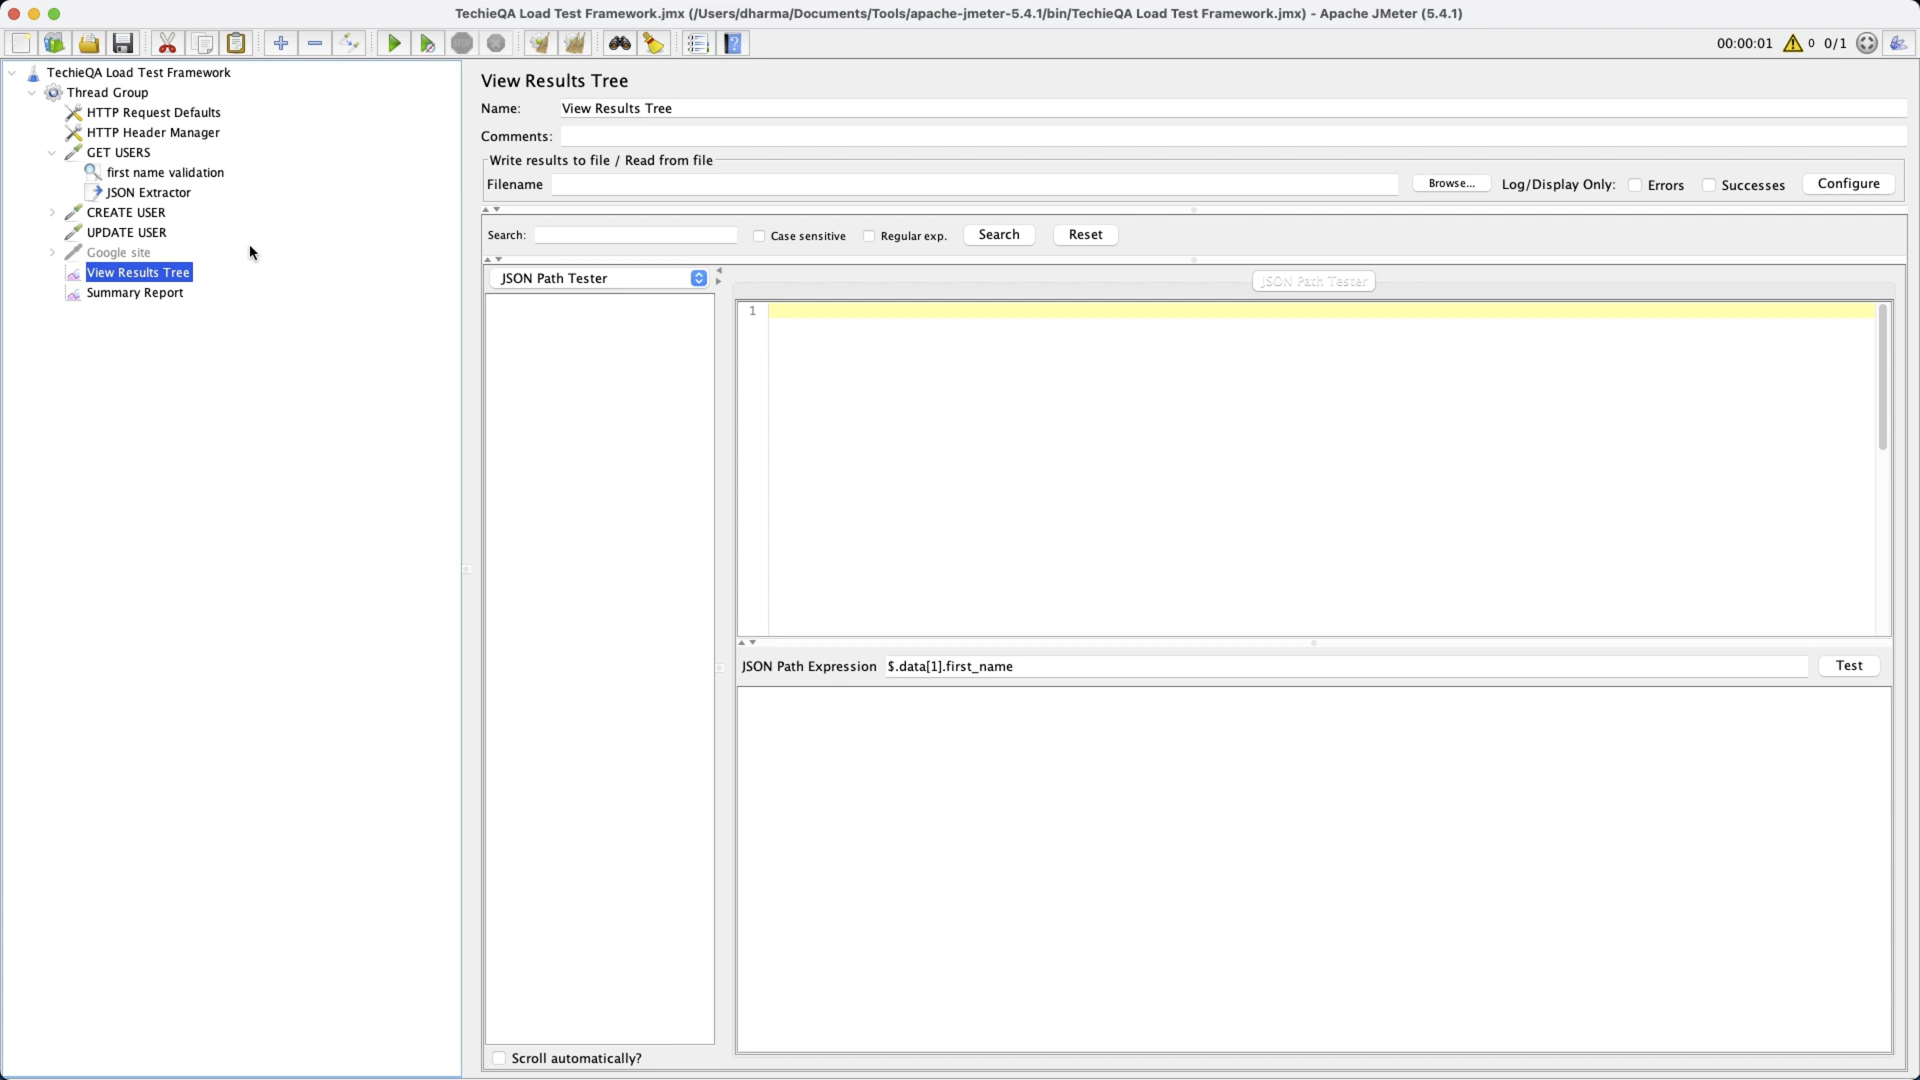 TechieQA Load Test Framework.jmx (/Users/dharma/Documents/Tools/apache-jmeter-5.4.1/bin/TechieQA Load Test Framework.jmx) - Apache JMeter (5.4.1)
00:00:01 0 0/1
TechieQA Load Test Framework
Thread Group
HTTP Request Defaults
HTTP Header Manager
GET USERS
first name validation
JSON Extractor
CREATE USER
UPDATE USER
Google site
View Results Tree
Summary Report
View Results Tree
Name: View Results Tree
Comments:
Write results to file / Read from file
Filename Browse... Log/Display Only: Errors Successes Configure
Search: Case sensitive Regular exp. Search Reset
JSON Path Tester
JSON Path Tester
1
JSON Path Expression $.data[1].first_name Test
Scroll automatically?